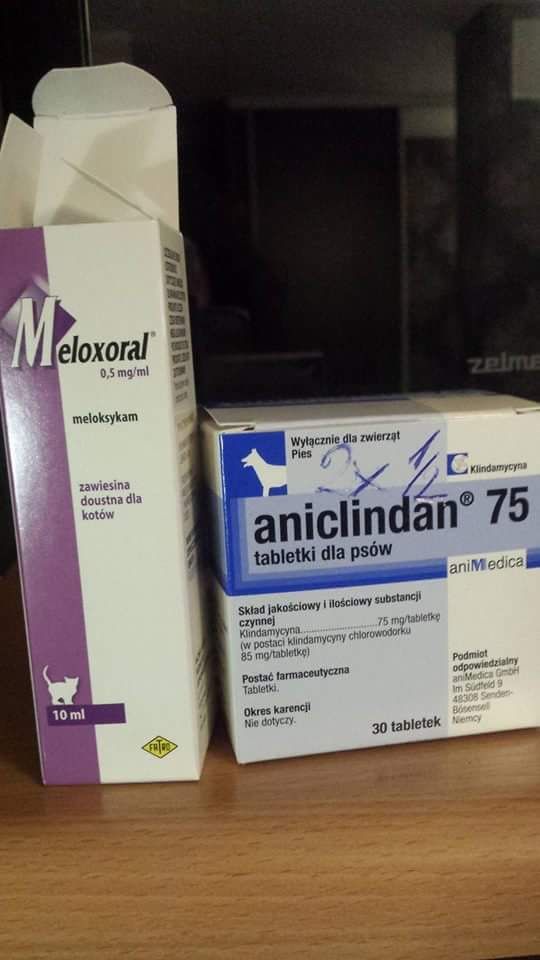 Meloxoral®
0,5 mg/ml
meloksykam
zawiesina
doustna dla
kotów
10 ml
FATRO
zelme
Wyłącznie dla zwierząt
Pies
2x 1/2
Klindamycyna
aniclindan® 75
tabletki dla psów
aniMedica
Skład jakościowy i ilościowy substancji
czynnej
Klindamycyna..............................75 mg/tabletkę
(w postaci klindamycyny chlorowodorku
85 mg/tabletkę)
Postać farmaceutyczna
Tabletki.
Okres karencji
Nie dotyczy.
30 tabletek
Podmiot
odpowiedzialny
aniMedica GmbH
Im Südfeld 9
48308 Senden-
Bösensell
Niemcy